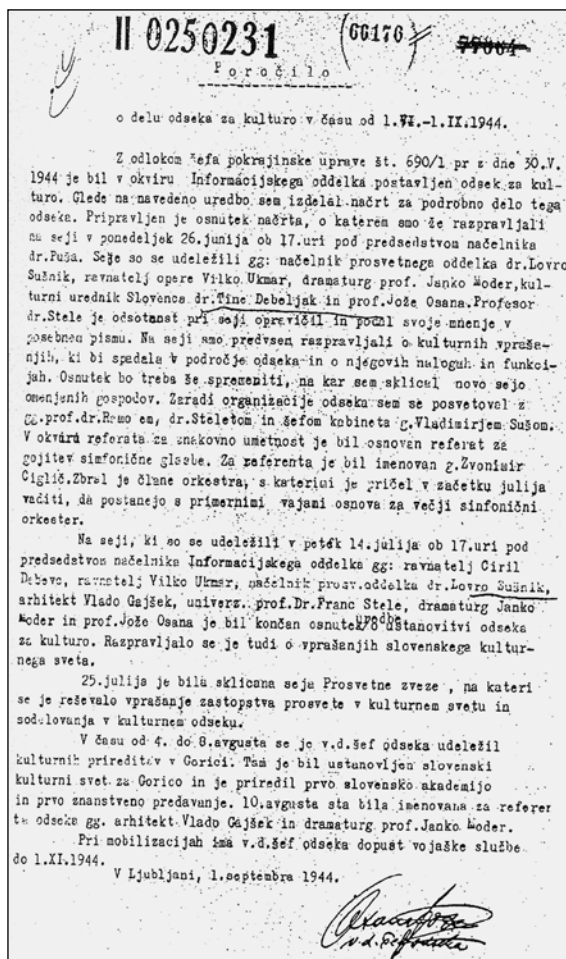 II 0250231 (66176) 77884
Poročilo
o delu odseka za kulturo v času od 1.VI.-1.IX.1944.
Z odlokom šefa pokrajinske uprave št. 690/1 pr z dne 30.V.
1944 je bil v okviru Informacijskega oddelka postavljen odsek za kul-
turo. Glede na navedeno uredbo sem izdelal načrt za podrobno delo tega
odseka. Pripravljen je osnutek načrta, o katerem smo že razpravljali
na seji v ponedeljek 26.junija ob 17.uri pod predsedstvom načelnika
dr.Puša. Seje so se udeležili gg: načelnik prosvetnega oddelka dr.Lovro
Sušnik, ravnatelj opere Vilko Ukmar, dramaturg prof. Janko Moder,kul-
turni urednik Slovenca dr.Tine Debeljak in prof.Jože Osana.Profesor
dr.Stele je odsotnost pri seji opravičil in podal svoje mnenje v
posebnem pismu. Na seji smo predvsem razpravljali o kulturnih vpraša-
njih, ki bi spadala v področje odseka in o njegovih nalogah in funkci-
jah. Osnutek bo treba še spremeniti, na kar sem sklical novo sejo
omenjenih gospodov. Zaradi organizacije odseka sem se posvetoval z
gg.prof.dr.Ramo em, dr.Steletom in šefom kabineta g.Vladimirjem Sušom.
V okviru referata za znakovno umetnost je bil osnovan referat za
gojitev simfonične glasbe. Za referenta je bil imenovan g.Zvonimir
Ciglič.Zbral je člane orkestra, s katerimi je pričel v začetku julija
vaditi, da postanejo s primernimi vajami osnova za večji sinfonični
orkester.
Na seji, ki so se udeležili v petek 14.julija ob 17.uri pod
predsedstvom načelnika Informacijskega oddelka gg: ravnatelj Ciril
Debevc, ravnatelj Vilko Ukmar, načelnik prosv.oddelka dr.Lovro Sušnik,
arhitekt Vlado Gajšek, univerz. prof.Dr.Franc Stele, dramaturg Janko
Moder in prof.Jože Osana je bil končan osnutek uredbe o ustanovitvi odseka
za kulturo. Razpravljalo se je tudi o vprašanjih slovenskega kultur-
nega sveta.
25.julija je bila sklicana seja Prosvetne zveze , na kateri
se je reševalo vprašanje zastopstva prosvete v kulturnem svetu in
sodelovanja v kulturnem odseku.
V času od 4. do 8.avgusta se je v.d.šef odseka udeležil
kulturnih prireditev v Gorici. Tam je bil ustanovljen slovenski
kulturni svet za Gorico in je priredil prvo slovensko akademijo
in prvo znanstveno predavanje. 10.avgusta sta bila imenovana za referen
ta odseka gg. arhitekt Vlado Gajšek in dramaturg prof.Janko Moder.
Pri mobilizacijah ima v.d.šef odseka dopust vojaške službe
do 1.XI.1944.
V Ljubljani, 1.septembra 1944.
v.d. šef odseka